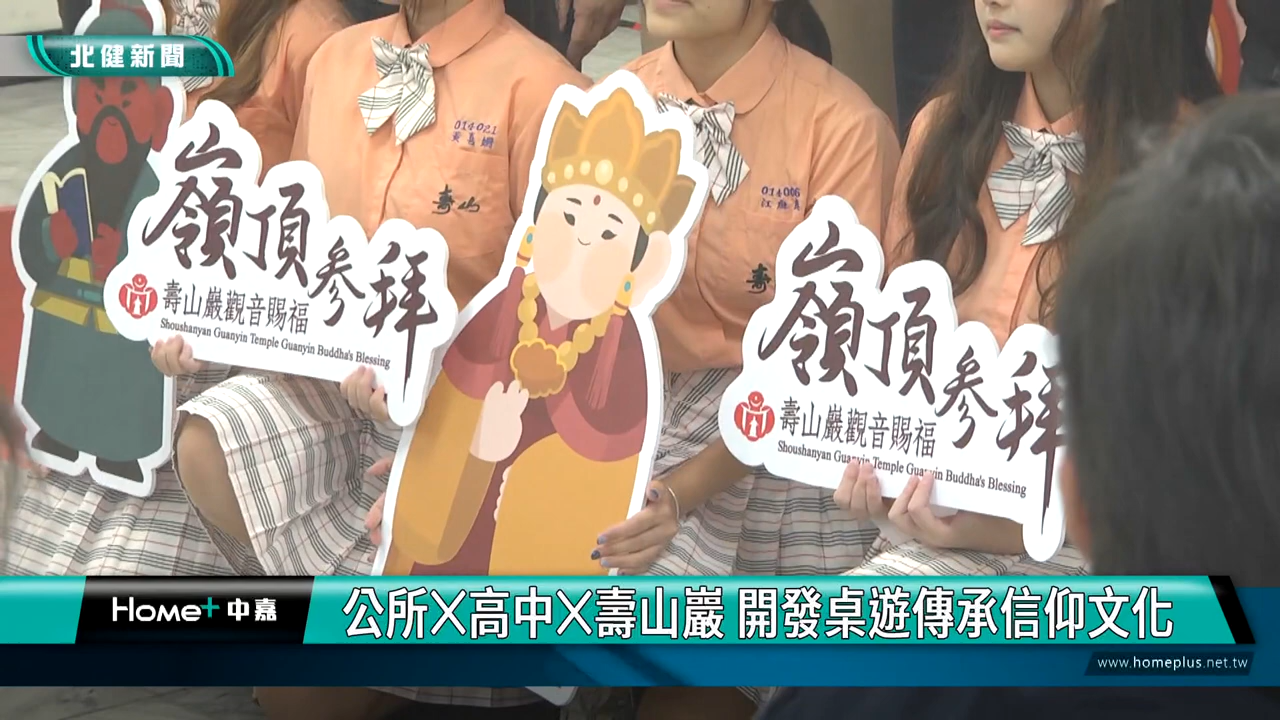 北健新聞
014021
壽山
014006
壽
嶺頂參拜
壽山巖觀音賜福
Shoushanyan Guanyin Temple Guanyin Buddha's Blessing
嶺頂參拜
壽山巖觀音賜福
Shoushanyan Guanyin Temple Guanyin Buddha's Blessing
Home+中嘉
公所X高中X壽山巖 開發桌遊傳承信仰文化
www.homeplus.net.tw